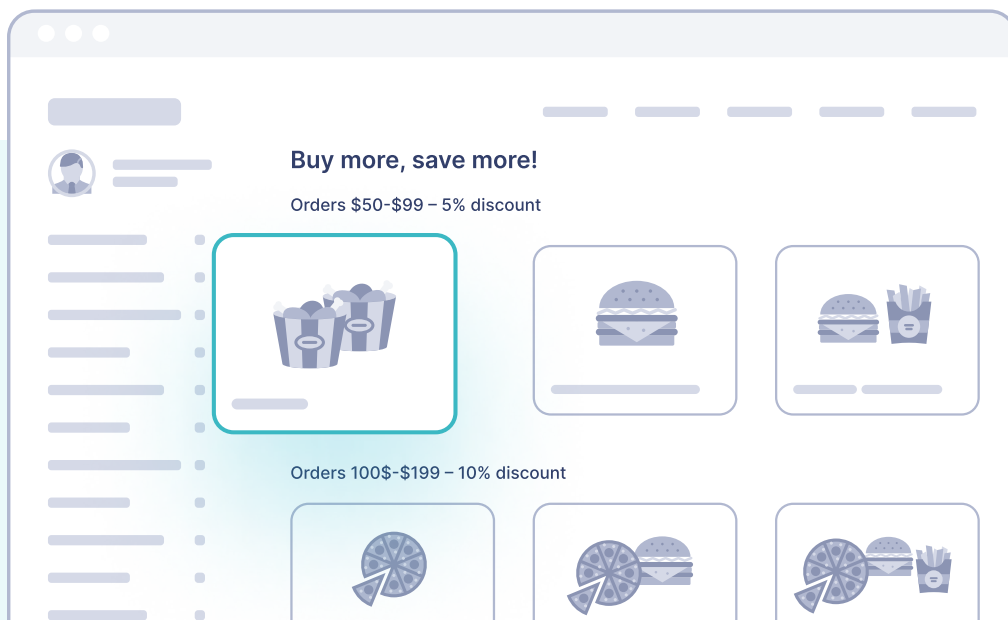 Buy more, save more!
Orders $50-$99 – 5% discount
Orders 100$-$199 – 10% discount